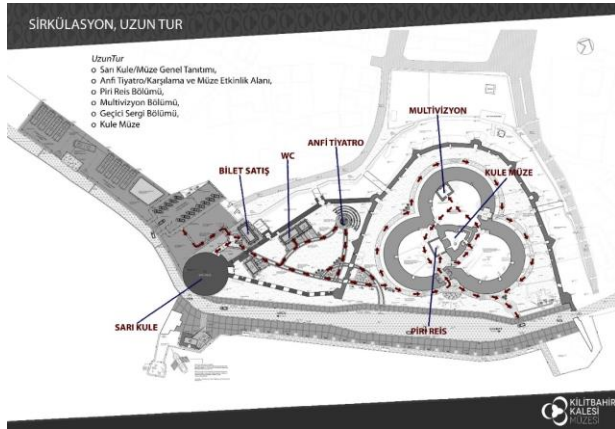 SİRKÜLASYON, UZUN TUR
UzunTur
o Sarı Kule/Müze Genel Tanıtımı,
o Anfi Tiyatro/Karşılama ve Müze Etkinlik Alanı,
o Piri Reis Bölümü,
o Multivizyon Bölümü,
o Geçici Sergi Bölümü,
o Kule Müze
MULTİVİZYON
ANFİ TİYATRO
WC
KULE MÜZE
BİLET SATIŞ
SARI KULE
PİRİ REİS
KİLİTBAHİR
KALESİ
MÜZESİ